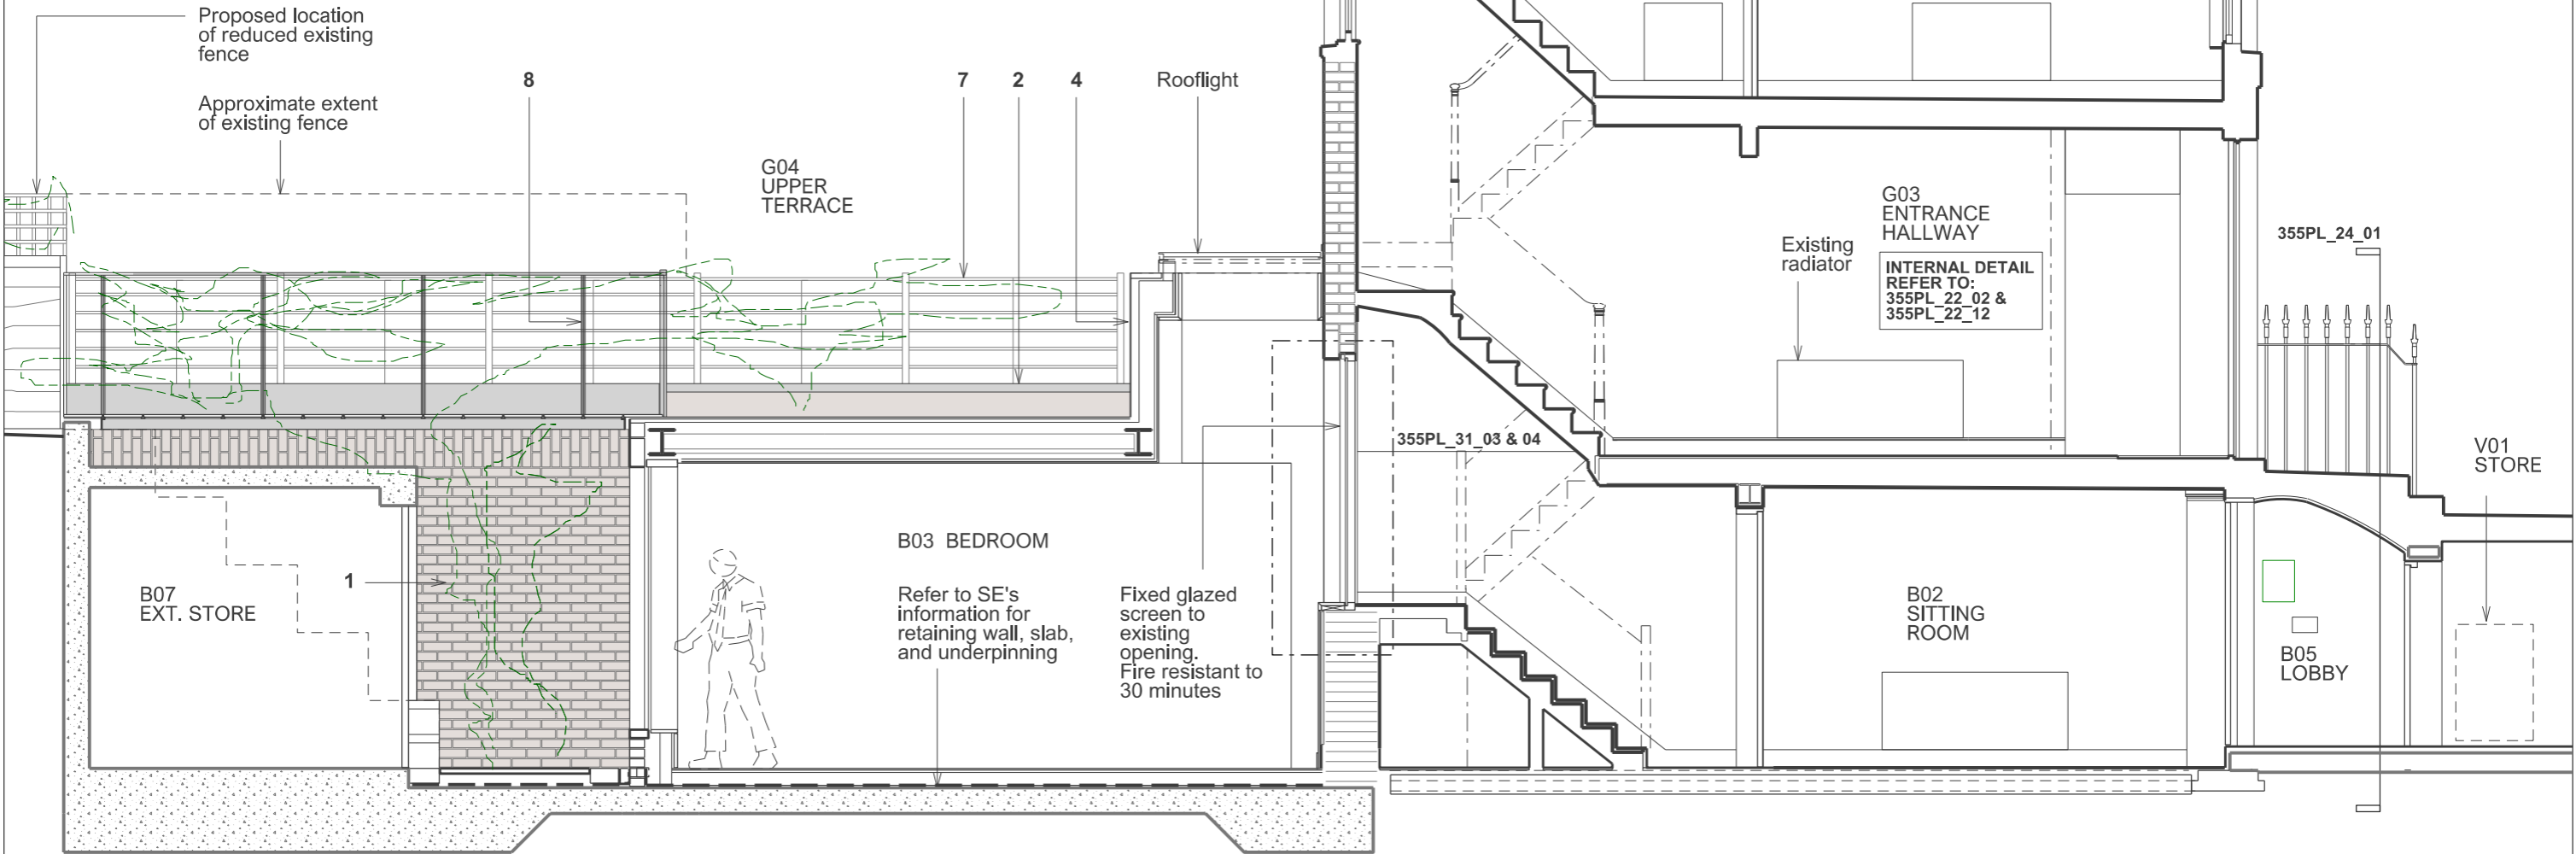 Proposed location
of reduced existing
fence
Approximate extent
of existing fence
8
7
2
4
Rooflight
G04
UPPER
TERRACE
G03
ENTRANCE
HALLWAY
Existing
radiator
INTERNAL DETAIL
REFER TO:
355PL_22_02 &
355PL_22_12
355PL_24_01
355PL_31_03 & 04
V01
STORE
B03 BEDROOM
1
B07
EXT. STORE
Refer to SE's
information for
retaining wall, slab,
and underpinning
Fixed glazed
screen to
existing
opening.
Fire resistant to
30 minutes
B02
SITTING
ROOM
B05
LOBBY